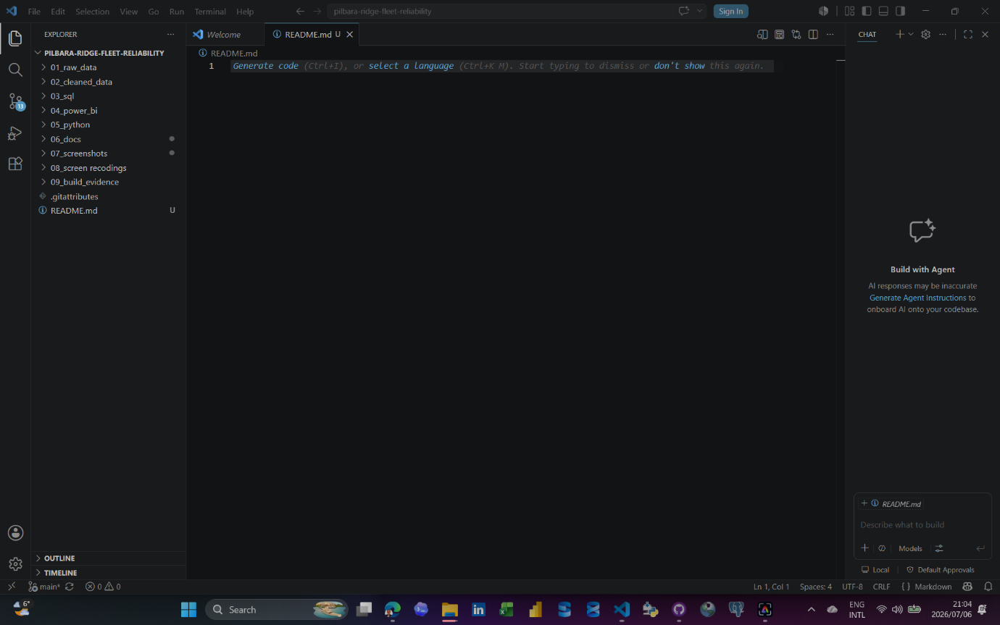 File Edit Selection View Go Run Terminal Help
pilbara-ridge-fleet-reliability
Sign In
EXPLORER
Welcome
README.md U
CHAT
PILBARA-RIDGE-FLEET-RELIABILITY
01_raw_data
02_cleaned_data
03_sql
04_power_bi
05_python
06_docs
07_screenshots
08_screen recodings
09_build_evidence
.gitattributes
README.md U
13
README.md
1 Generate code (Ctrl+I), or select a language (Ctrl+K M). Start typing to dismiss or don't show this again.
Build with Agent
AI responses may be inaccurate
Generate Agent Instructions to
onboard AI onto your codebase.
README.md
Describe what to build
Models
Local
Default Approvals
OUTLINE
TIMELINE
main* 0 0
Ln 1, Col 1 Spaces: 4 UTF-8 CRLF { } Markdown
6°
Search
ENG
INTL
21:04
2026/07/06